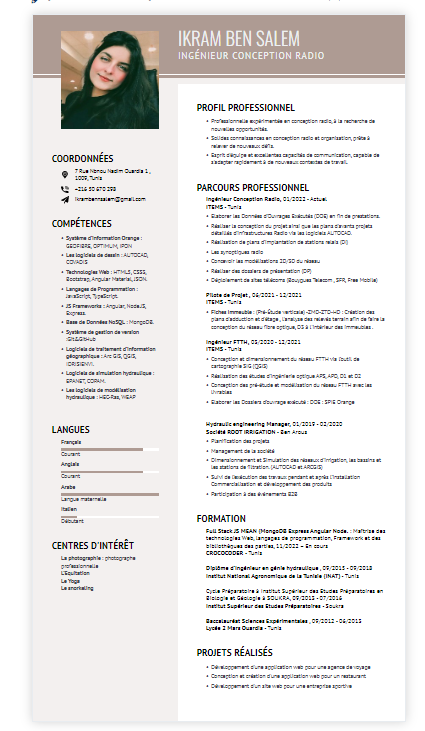 IKRAM BEN SALEM
INGÉNIEUR CONCEPTION RADIO
COORDONNÉES
7 Rue Nonou Nadim Guardia 1 ,
1009, Tunis
+216 50 670 293
ikrambennsalem@gmail.com
COMPÉTENCES
Système d'information Orange :
GEOFIBRE, OPTIMUM, IPON
Les logiciels de dessin : AUTOCAD,
COVADIS
Technologies Web : HTML5, CSS3,
Bootstrap, Angular Material, JSON.
Langages de Programmation :
JavaScript, TypeScript.
JS Frameworks : Angular, NodeJS,
Express.
Base de Données NoSQL : MongoDB.
Système de gestion de version
:Git&GitHub
Logiciels de traitement d'information
géographique : Arc GIS, QGIS,
IDRISIENVI.
Logiciels de simulation hydraulique :
EPANET, COPAM.
Les logiciels de modélisation
hydraulique : HEC-Ras, WEAP
LANGUES
Français
Courant
Anglais
Courant
Arabe
Langue maternelle
Italien
Débutant
CENTRES D'INTÉRÊT
La photographie : photographe
professionnelle
L'Equitation
Le Yoga
Le snorkeling
PROFIL PROFESSIONNEL
Professionnelle expérimentée en conception radio, à la recherche de
nouvelles opportunités.
Solides connaissances en conception radio et organisation, prête à
relever de nouveaux défis.
Esprit d'équipe et excellentes capacités de communication, capable de
s'adapter rapidement à de nouveaux contextes de travail.
PARCOURS PROFESSIONNEL
Ingénieur Conception Radio, 01/2022 - Actuel
ITEMS - Tunis
Elaborer les Données d'Ouvrages Exécutés (DOE) en fin de prestations.
Réaliser la conception du projet ainsi que les plans d'avants projets
détaillés d'infrastructures Radio via les logiciels AUTOCAD.
Réalisation de plans d'implantation de stations relais (DI)
Les synoptiques radio
Concevoir les modélisations 2D/3D du réseau
Réaliser des dossiers de présentation (DP)
Déploiement de sites télécoms (Bouygues Telecom , SFR, Free Mobile)
Pilote de Projet , 06/2021 - 12/2021
ITEMS - Tunis
Fiches Immeuble : (Pré-Étude verticale) -ZMD-ZTD-HD : Création des
plans d'adduction et d'étage , l'analyse des relevés terrain afin de faire la
conception du réseau fibre optique, D3 à l'intérieur des immeubles .
Ingénieur FTTH, 03/2020 - 12/2021
ITEMS - Tunis
Conception et dimensionnement du réseau FTTH via l'outil de
cartographie SIG (QGIS)
Réalisation des études d'ingénierie optique APS, APD, D1 et D2
Conception des pré-étude et modélisation du réseau FTTH avec les
livrables
Elaborer les Dossiers d'ouvrage exécuté : DOE : SPIE Orange
Hydraulic engineering Manager, 01/2019 - 02/2020
Société ROOT IRRIGATION - Ben Arous
Planification des projets
Management de la société
Dimensionnement et Simulation des réseaux d'irrigation, les bassins et
les stations de filtration. (AUTOCAD et ARCGIS)
Suivi de l'exécution des travaux pendant et après l'installation
Commercialisation et développement des produits
Participation à des événements B2B
FORMATION
Full Stack JS MEAN (MongoDB Express Angular Node. : Maîtrise des
technologies Web, langages de programmation, Framework et des
bibliothèques des parties, 11/2022 - En cours
CROCOCODER - Tunis
Diplôme d'ingénieur en génie hydraulique , 09/2015 - 09/2018
Institut National Agronomique de la Tunisie (INAT) - Tunis
Cycle Préparatoire à Institut Supérieur des Études Préparatoires en
Biologie et Géologie à SOUKRA , 09/2013 - 07/2015
Institut Supérieur des Etudes Préparatoires - Soukra
Baccalauréat Sciences Expérimentales , 09/2012 - 06/2013
Lycée 2 Mars Ouardia - Tunis
PROJETS RÉALISÉS
Développement d'une application web pour une agence de voyage
Conception et création d'une application web pour un restaurant
Développement d'un site web pour une entreprise sportive